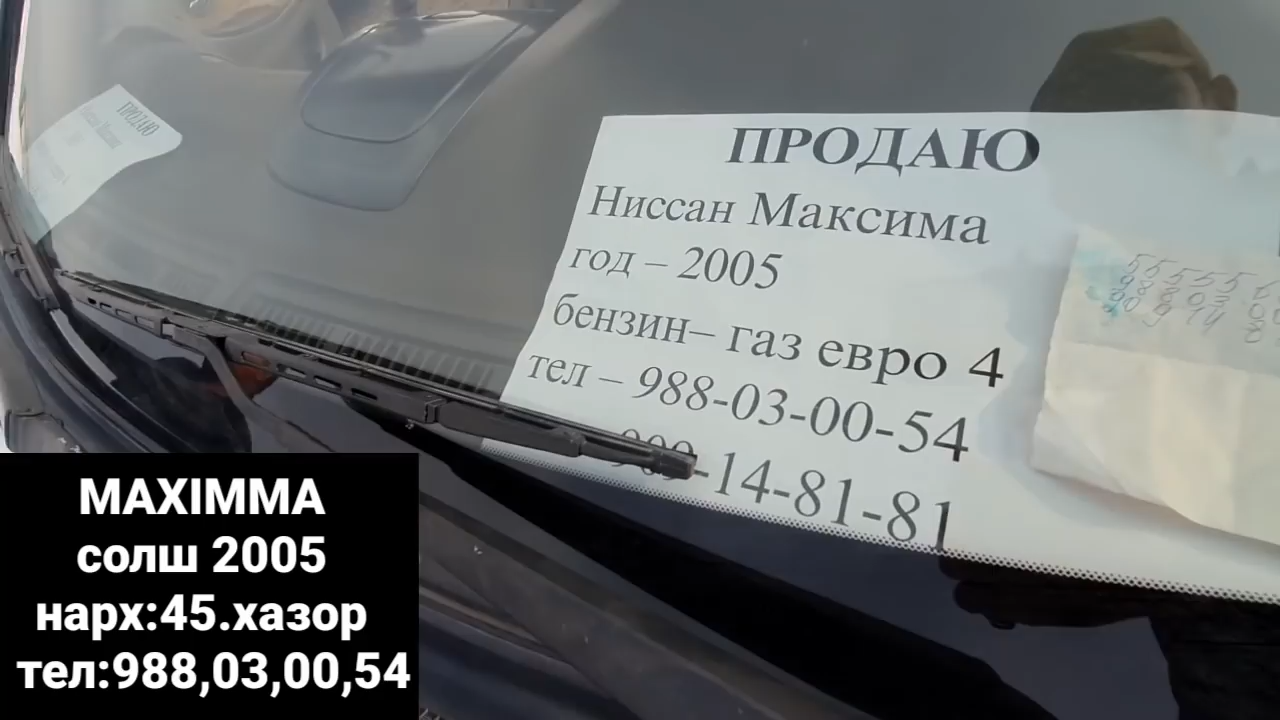 ПРОДАЮ
Ниссан Максима
год – 2005
бензин– газ евро 4
тел – 988-03-00-54
-14-81-81
ПРОДАЮ
MAXIMMA
солш 2005
нарх:45.хазор
тел:988,03,00,54